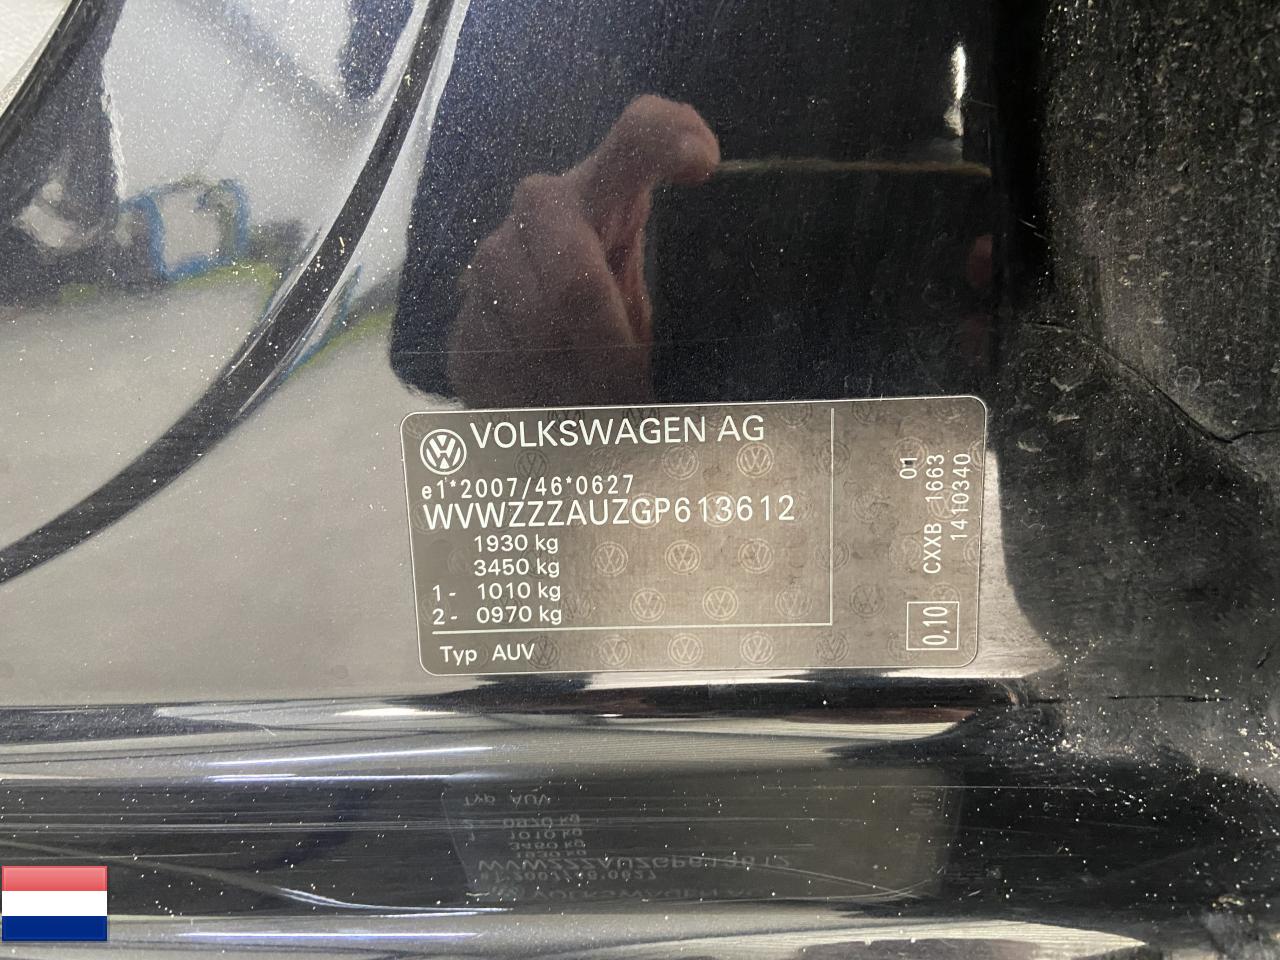 VOLKSWAGEN AG
e1*2007/46*0627
WVWZZZAUZGP613612
1930 kg
3450 kg
1- 1010 kg
2- 0970 kg
Typ AUV
01
CXXB 1663
1410340
0,10